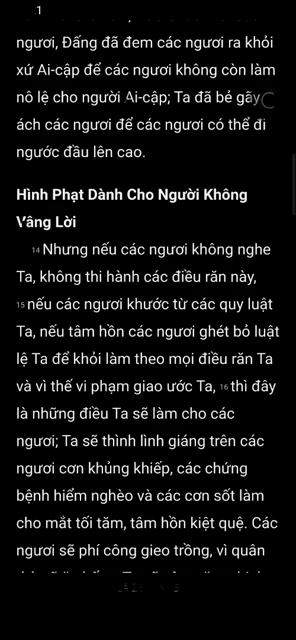 1
ngươi, Đấng đã đem các ngươi ra khỏi
xứ Ai-cập để các ngươi không còn làm
nô lệ cho người Ai-cập; Ta đã bẻ gãy
ách các ngươi để các ngươi có thể đi
ngước đầu lên cao.
Hình Phạt Dành Cho Người Không
Vâng Lời
14 Nhưng nếu các ngươi không nghe
Ta, không thi hành các điều răn này,
15 nếu các ngươi khước từ các quy luật
Ta, nếu tâm hồn các ngươi ghét bỏ luật
lệ Ta để khỏi làm theo mọi điều răn Ta
và vì thế vi phạm giao ước Ta, 16 thì đây
là những điều Ta sẽ làm cho các
ngươi; Ta sẽ thình lình giáng trên các
ngươi cơn khủng khiếp, các chứng
bệnh hiểm nghèo và các cơn sốt làm
cho mắt tối tăm, tâm hồn kiệt quệ. Các
ngươi sẽ phí công gieo trồng, vì quân